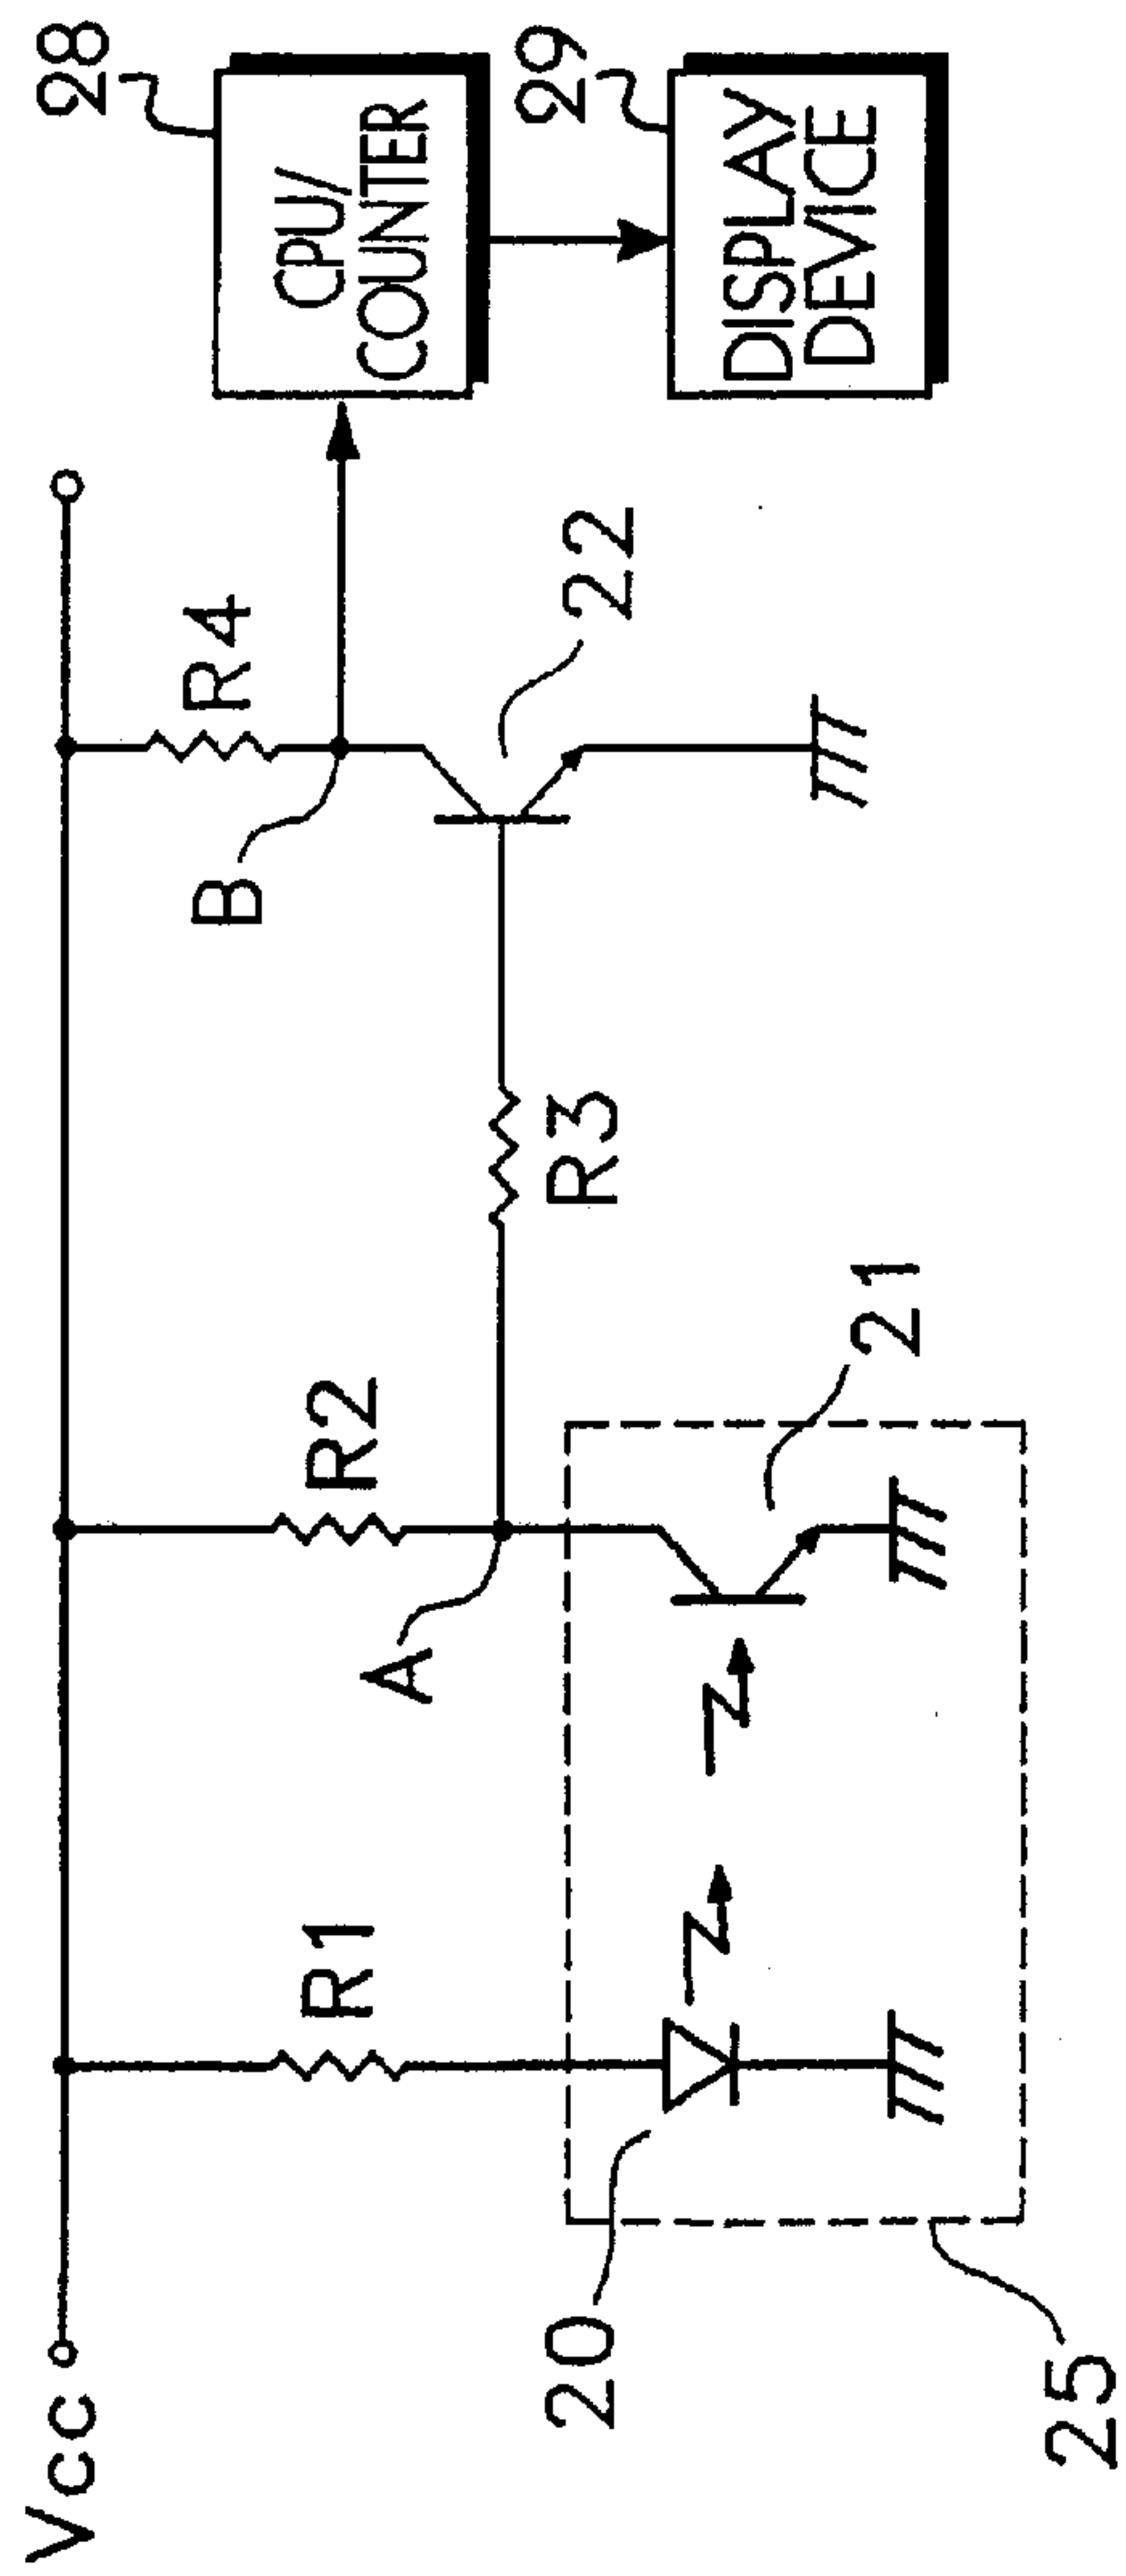 Vcc
R1
R2
R3
R4
A
B
20
21
22
25
28
CPU/
COUNTER
29
DISPLAY
DEVICE